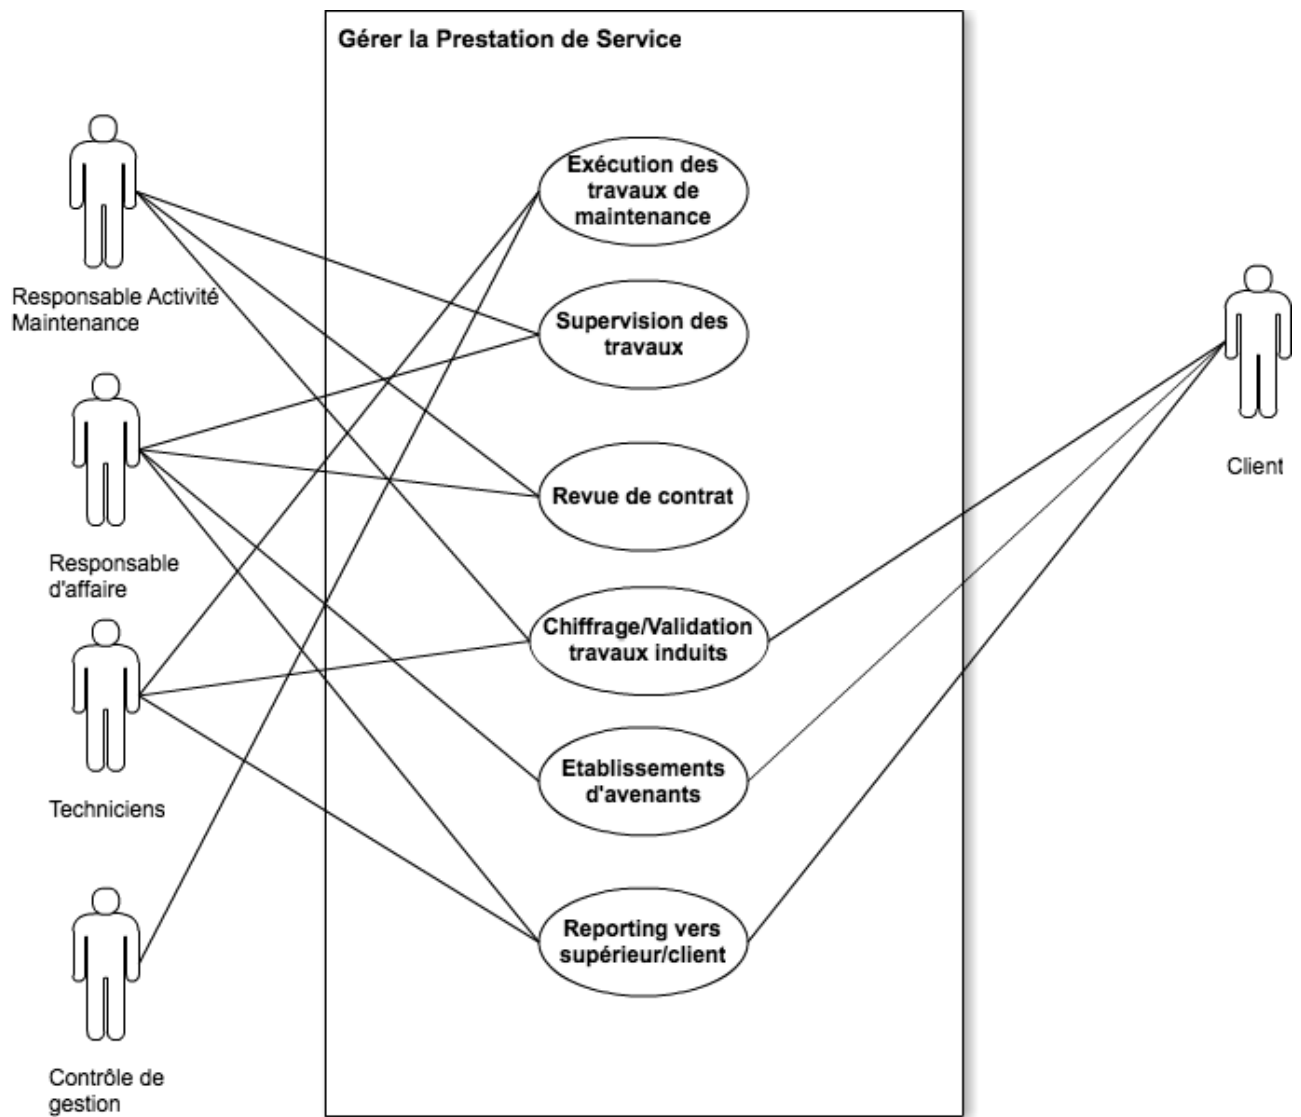 Gérer la Prestation de Service
Exécution des
travaux de
maintenance
Responsable Activité
Maintenance
Supervision des
travaux
Client
Revue de contrat
Responsable
d'affaire
Chiffrage/Validation
travaux induits
Techniciens
Etablissements
d'avenants
Reporting vers
supérieur/client
Contrôle de
gestion